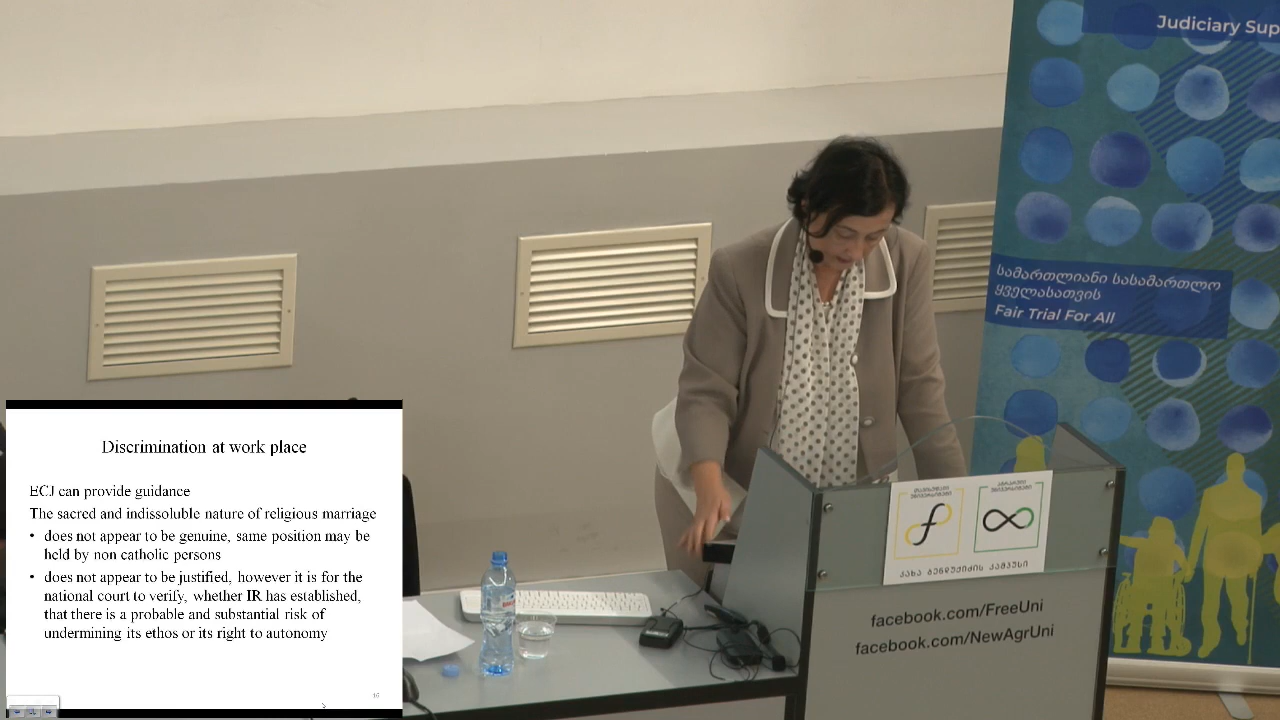 Judiciary Sup
სამართლიანი სასამართლო
ყველასათვის
Fair Trial For All
Discrimination at work place
ECJ can provide guidance
The sacred and indissoluble nature of religious marriage
• does not appear to be genuine, same position may be
held by non catholic persons
• does not appear to be justified, however it is for the
national court to verify, whether IR has established,
that there is a probable and substantial risk of
undermining its ethos or its right to autonomy
კახა ბენდუქიძის კამპუსი
facebook.com/FreeUni
facebook.com/NewAgrUni